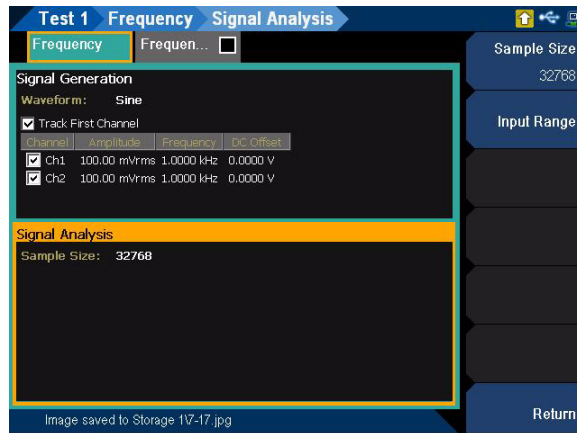 Test 1 Frequency Signal Analysis
Frequency Frequen...
Sample Size
32768
Signal Generation
Waveform: Sine
Track First Channel
Input Range
Channel Amplitude Frequency DC Offset
Ch1 100.00 mVrms 1.0000 kHz 0.0000 V
Ch2 100.00 mVrms 1.0000 kHz 0.0000 V
Signal Analysis
Sample Size: 32768
Image saved to Storage 1\7-17.jpg
Return